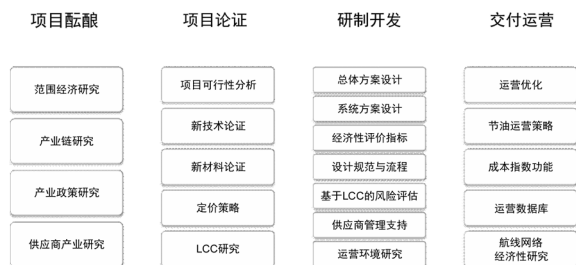 项目酝酿
范围经济研究
产业链研究
产业政策研究
供应商产业研究
项目论证
项目可行性分析
新技术论证
新材料论证
定价策略
LCC研究
研制开发
总体方案设计
系统方案设计
经济性评价指标
设计规范与流程
基于LCC的风险评估
供应商管理支持
运营环境研究
交付运营
运营优化
节油运营策略
成本指数功能
运营数据库
航线网络
经济性研究